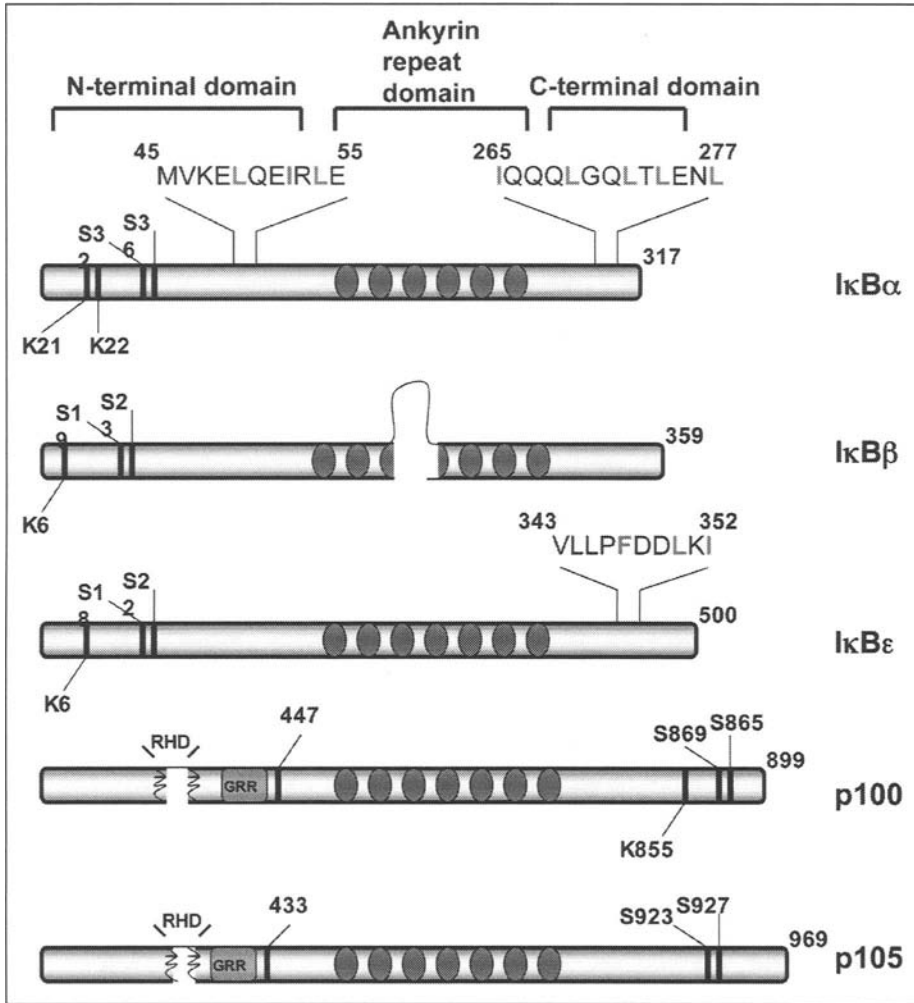 Ankyrin
repeat
domain
N-terminal domain
C-terminal domain
45
55
265
277
MVKELQEIRLE
IQQQLGQLTLENL
S3
2
S3
6
317
IκBα
K21
K22
S1
9
S2
3
359
IκBβ
K6
343
352
VLLPFDDLKI
S1
8
S2
2
500
IκBε
K6
RHD
447
S869
S865
899
GRR
p100
K855
RHD
433
S923
S927
969
GRR
p105